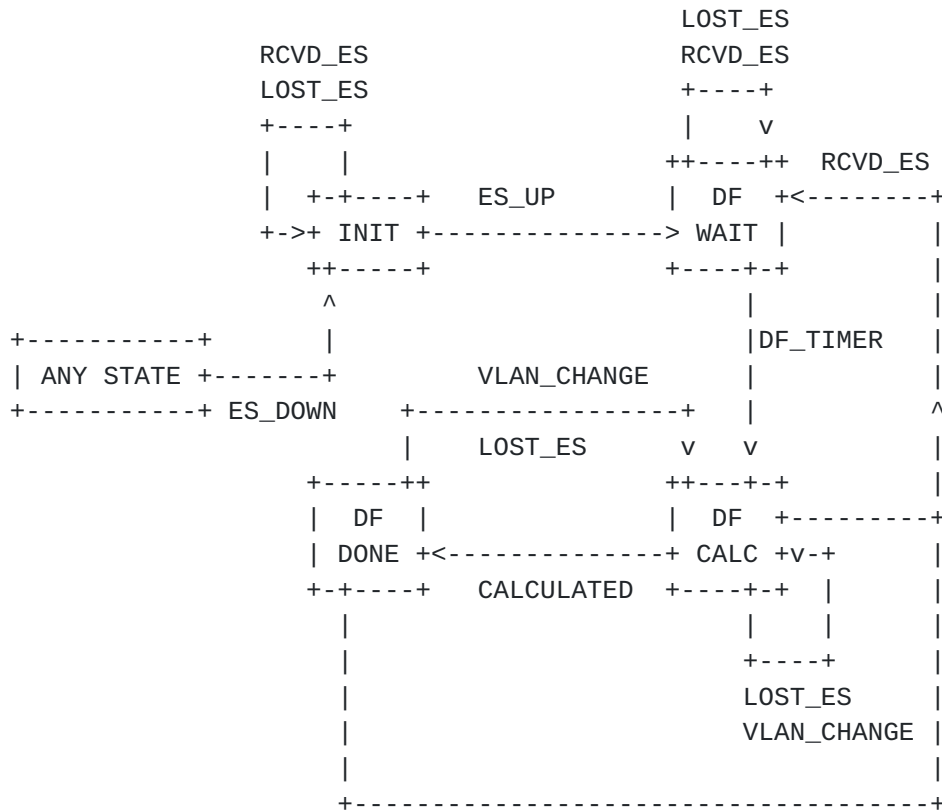 LOST_ES
RCVD_ES RCVD_ES
LOST_ES
RCVD_ES
INIT ES_UP DF
WAIT
DF_TIMER
ANY STATE VLAN_CHANGE
ES_DOWN
LOST_ES
DF DF
DONE CALC
CALCULATED
LOST_ES
VLAN_CHANGE